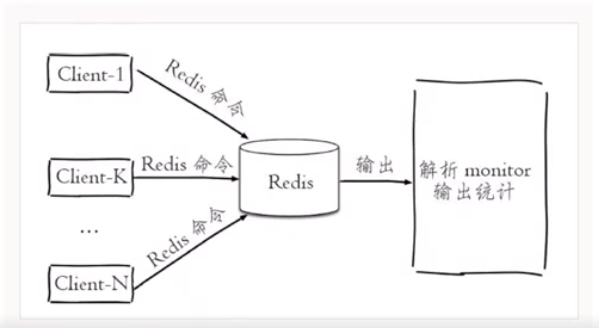 Client-1
Redis 命令
Client-K
Redis 命令
...
Client-N
Redis 命令
Redis
输出
解析 monitor
输出统计